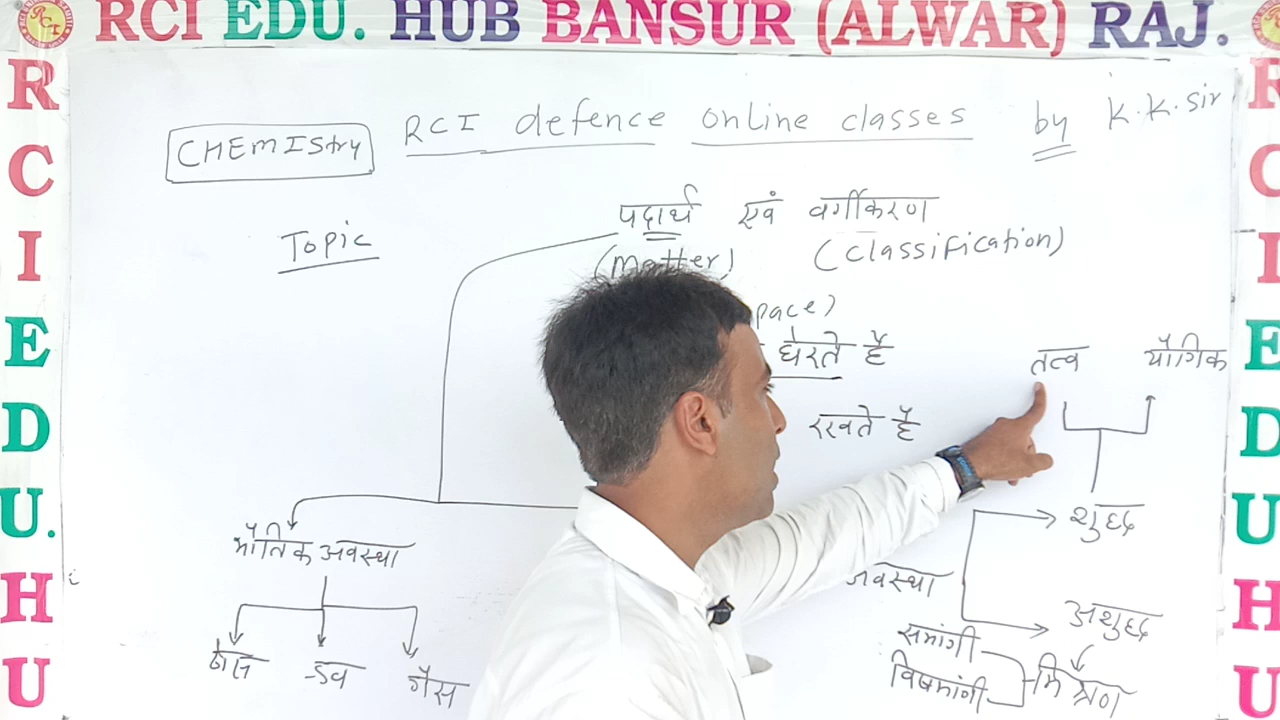 RCI EDU. HUB BANSUR (ALWAR) RAJ.
R
C
I
E
D
U.
H
U
R
C
I
E
D
U
H
U
CHEMIStry RCI defence online classes by K.K.Sir
Topic
पदार्थ एवं वर्गीकरण
(matter) (classification)
pace)
घेरते है
तत्व यौगिक
रखते है
शुद्ध
भौतिक अवस्था
अवस्था
अशुद्ध
ठोस द्रव गैस
समांगी
विषमांगी
मिश्रण